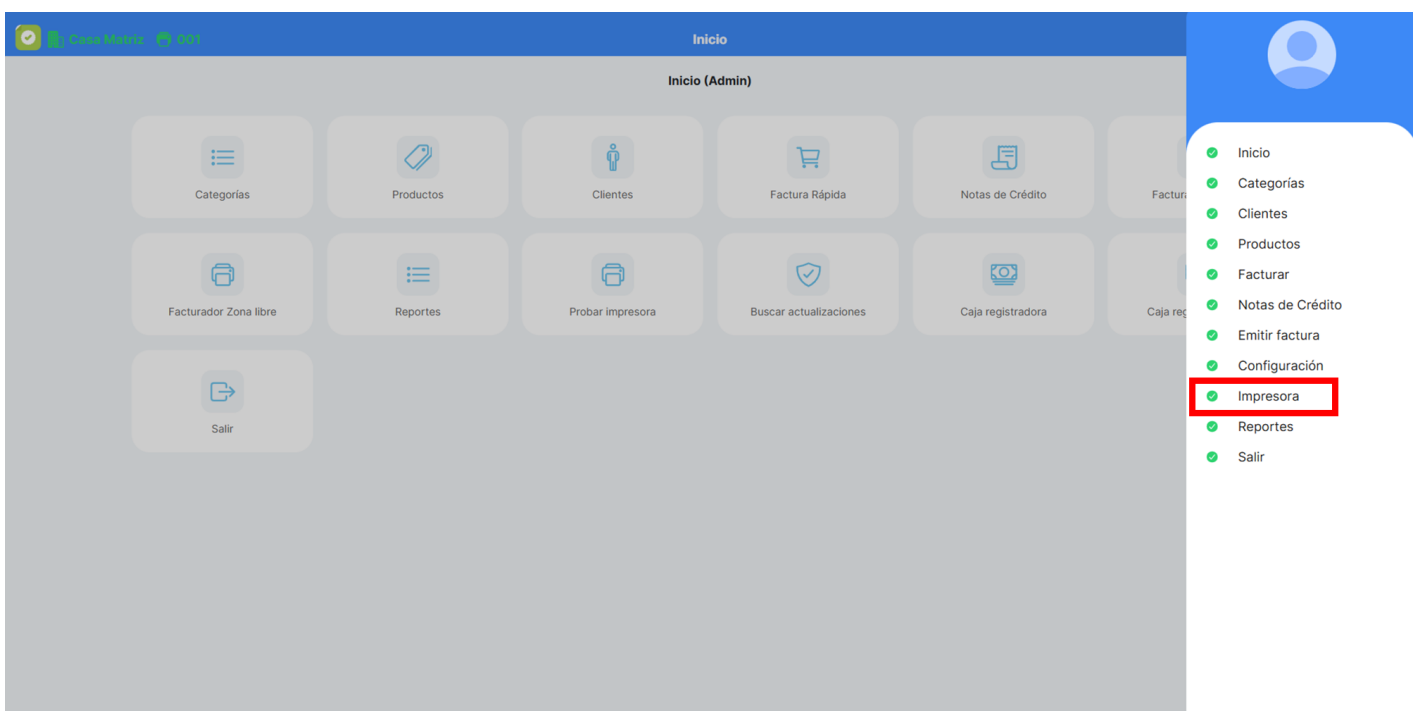 Casa Matriz 001
Inicio
Inicio (Admin)
Categorías
Productos
Clientes
Factura Rápida
Notas de Crédito
Factura
Facturador Zona libre
Reportes
Probar impresora
Buscar actualizaciones
Caja registradora
Caja reg
Salir
Inicio
Categorías
Clientes
Productos
Facturar
Notas de Crédito
Emitir factura
Configuración
Impresora
Reportes
Salir